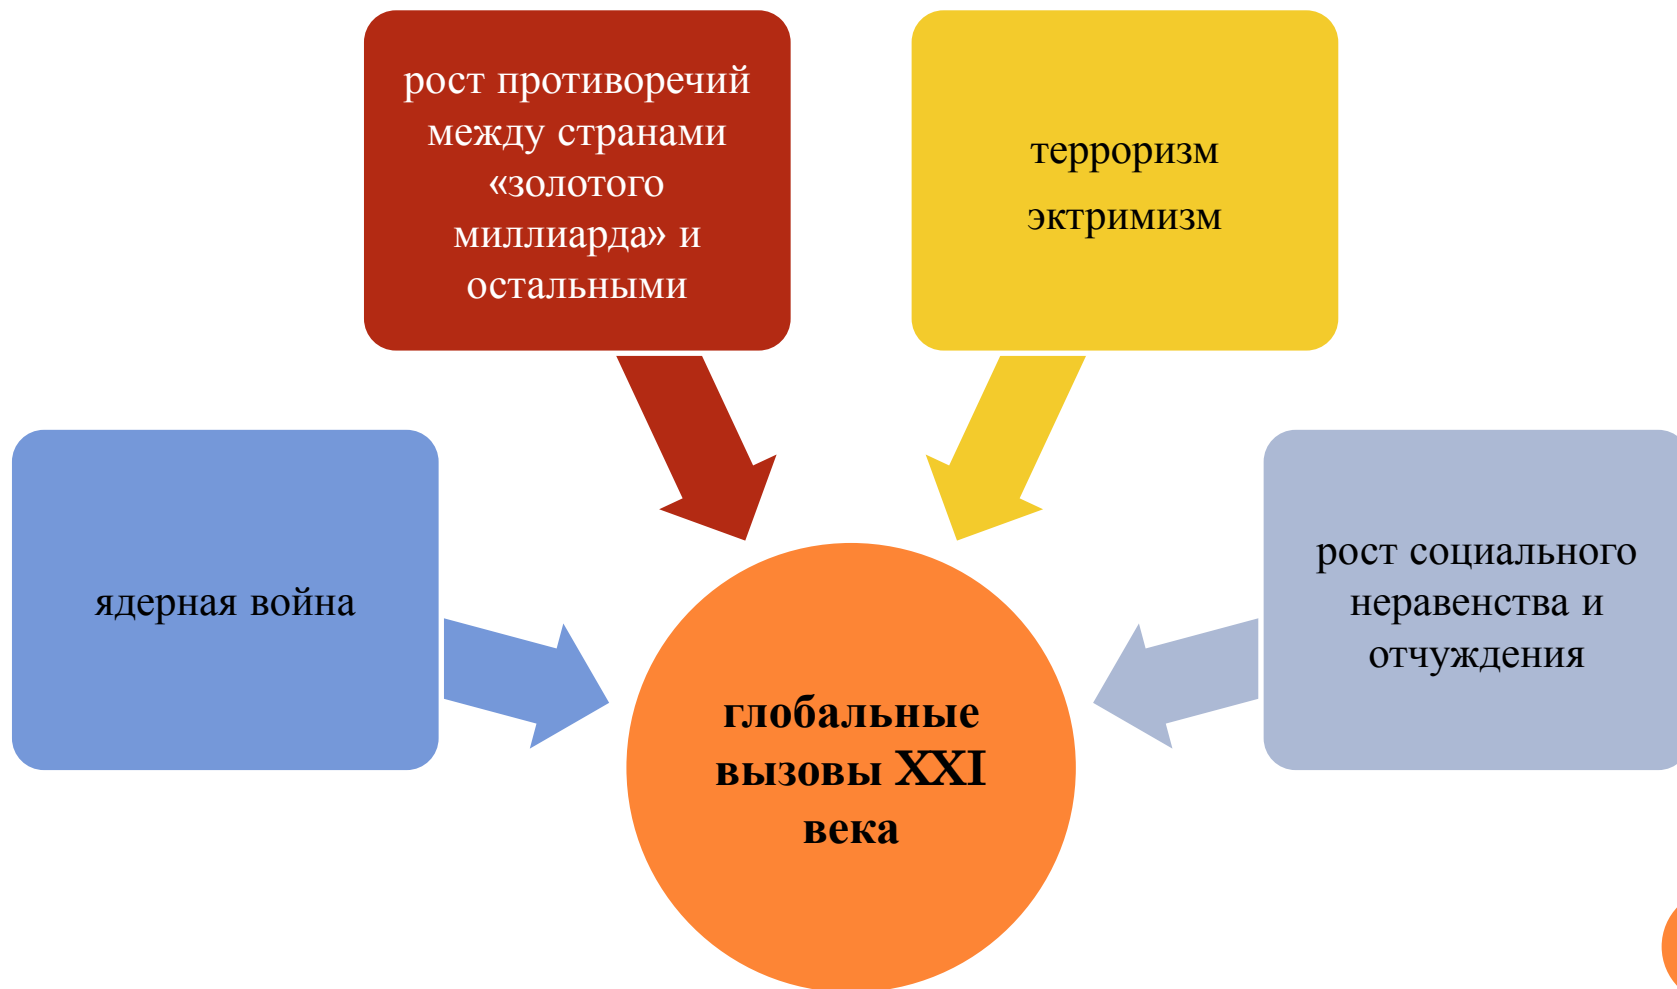 рост противоречий
между странами
«золотого
миллиарда» и
остальными
терроризм
эктримизм
ядерная война
рост социального
неравенства и
отчуждения
глобальные
вызовы XXI
века